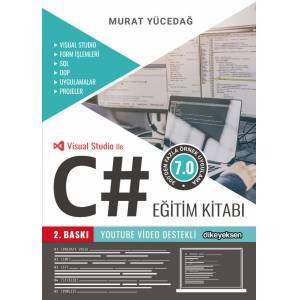 MURAT YÜCEDAĞ
VISUAL STUDIO
FORM İŞLEMLERİ
SQL
OOP
UYGULAMALAR
PROJELER
Visual Studio ile
7.0
C#
EĞİTİM KİTABI
2. BASKI
YOUTUBE VİDEO DESTEKLİ
dikeyeksen